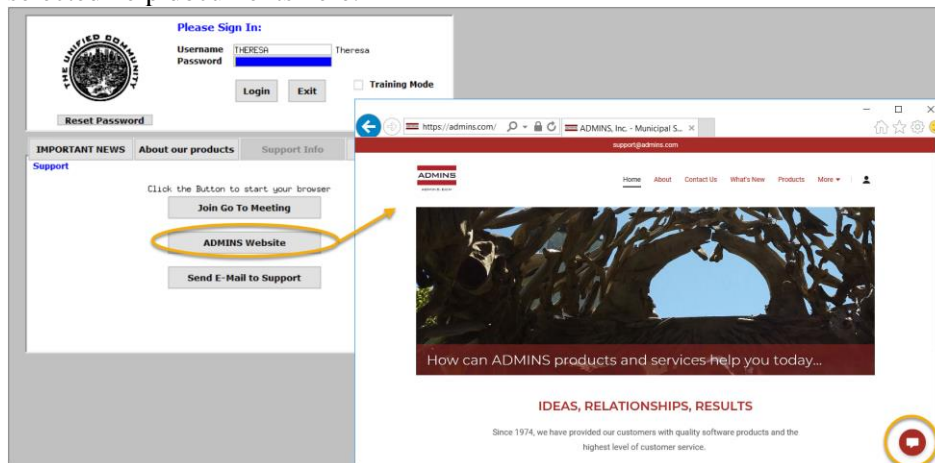 Please Sign In:
THE UNIFIED COMMUNITY
Username THERESA Theresa
Password
Login Exit Training Mode
Reset Password
IMPORTANT NEWS About our products Support Info
Support
Click the Button to start your browser
Join Go To Meeting
ADMINS Website
Send E-Mail to Support
https://admins.com/ ADMINS, Inc. - Municipal S...
support@admins.com
ADMINS
Home About Contact Us What's New Products More
How can ADMINS products and services help you today...
IDEAS, RELATIONSHIPS, RESULTS
Since 1974, we have provided our customers with quality software products and the
highest level of customer service.